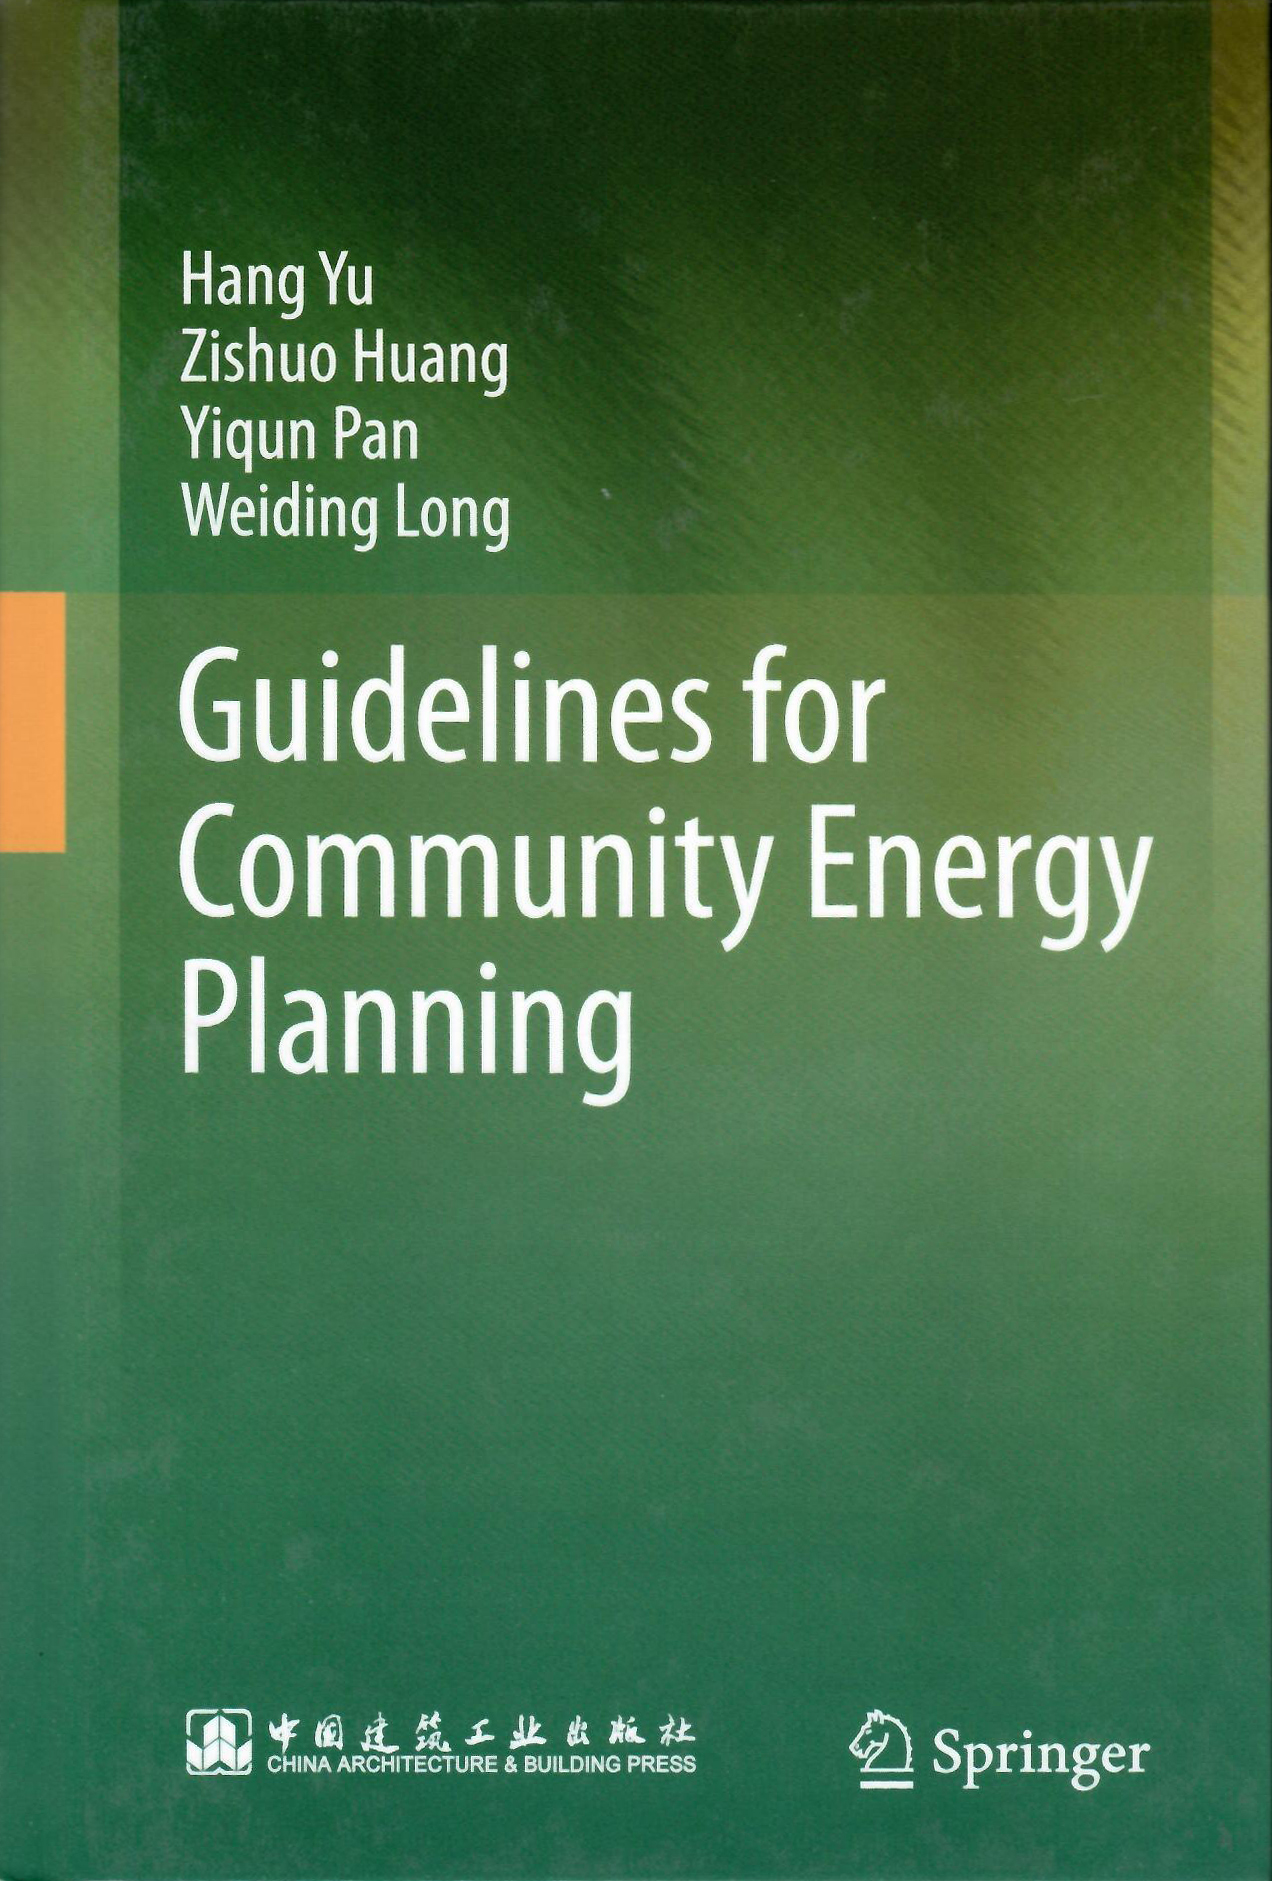 Hang Yu
Zishuo Huang
Yiqun Pan
Weiding Long
Guidelines for
Community Energy
Planning
中国建筑工业出版社
CHINA ARCHITECTURE & BUILDING PRESS
Springer